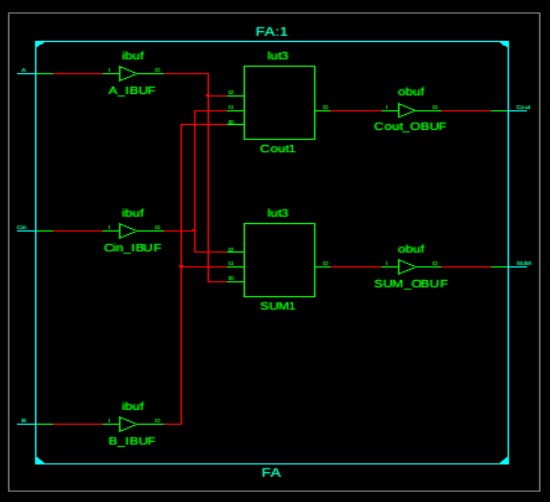 FA:1
ibuf
lut3
A
I
O
obuf
A_IBUF
I2
I1
I0
O
I
O
Cout
Cout_OBUF
Cout1
ibuf
lut3
Cin
I
O
obuf
Cin_IBUF
I2
I1
I0
O
I
O
SUM
SUM_OBUF
SUM1
ibuf
B
I
O
B_IBUF
FA